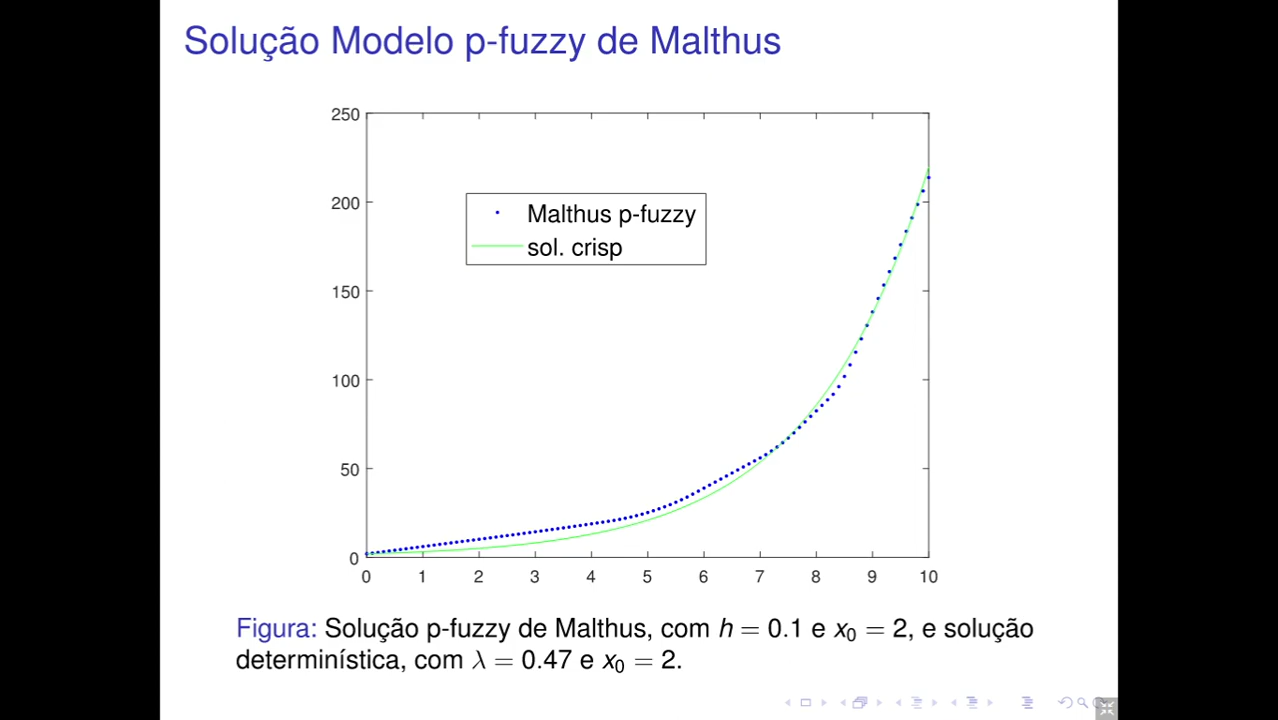 Solução Modelo p-fuzzy de Malthus
250
200
150
100
50
0
Malthus p-fuzzy
sol. crisp
0 1 2 3 4 5 6 7 8 9 10
Figura: Solução p-fuzzy de Malthus, com h = 0.1 e x₀ = 2, e solução
determinística, com λ = 0.47 e x₀ = 2.